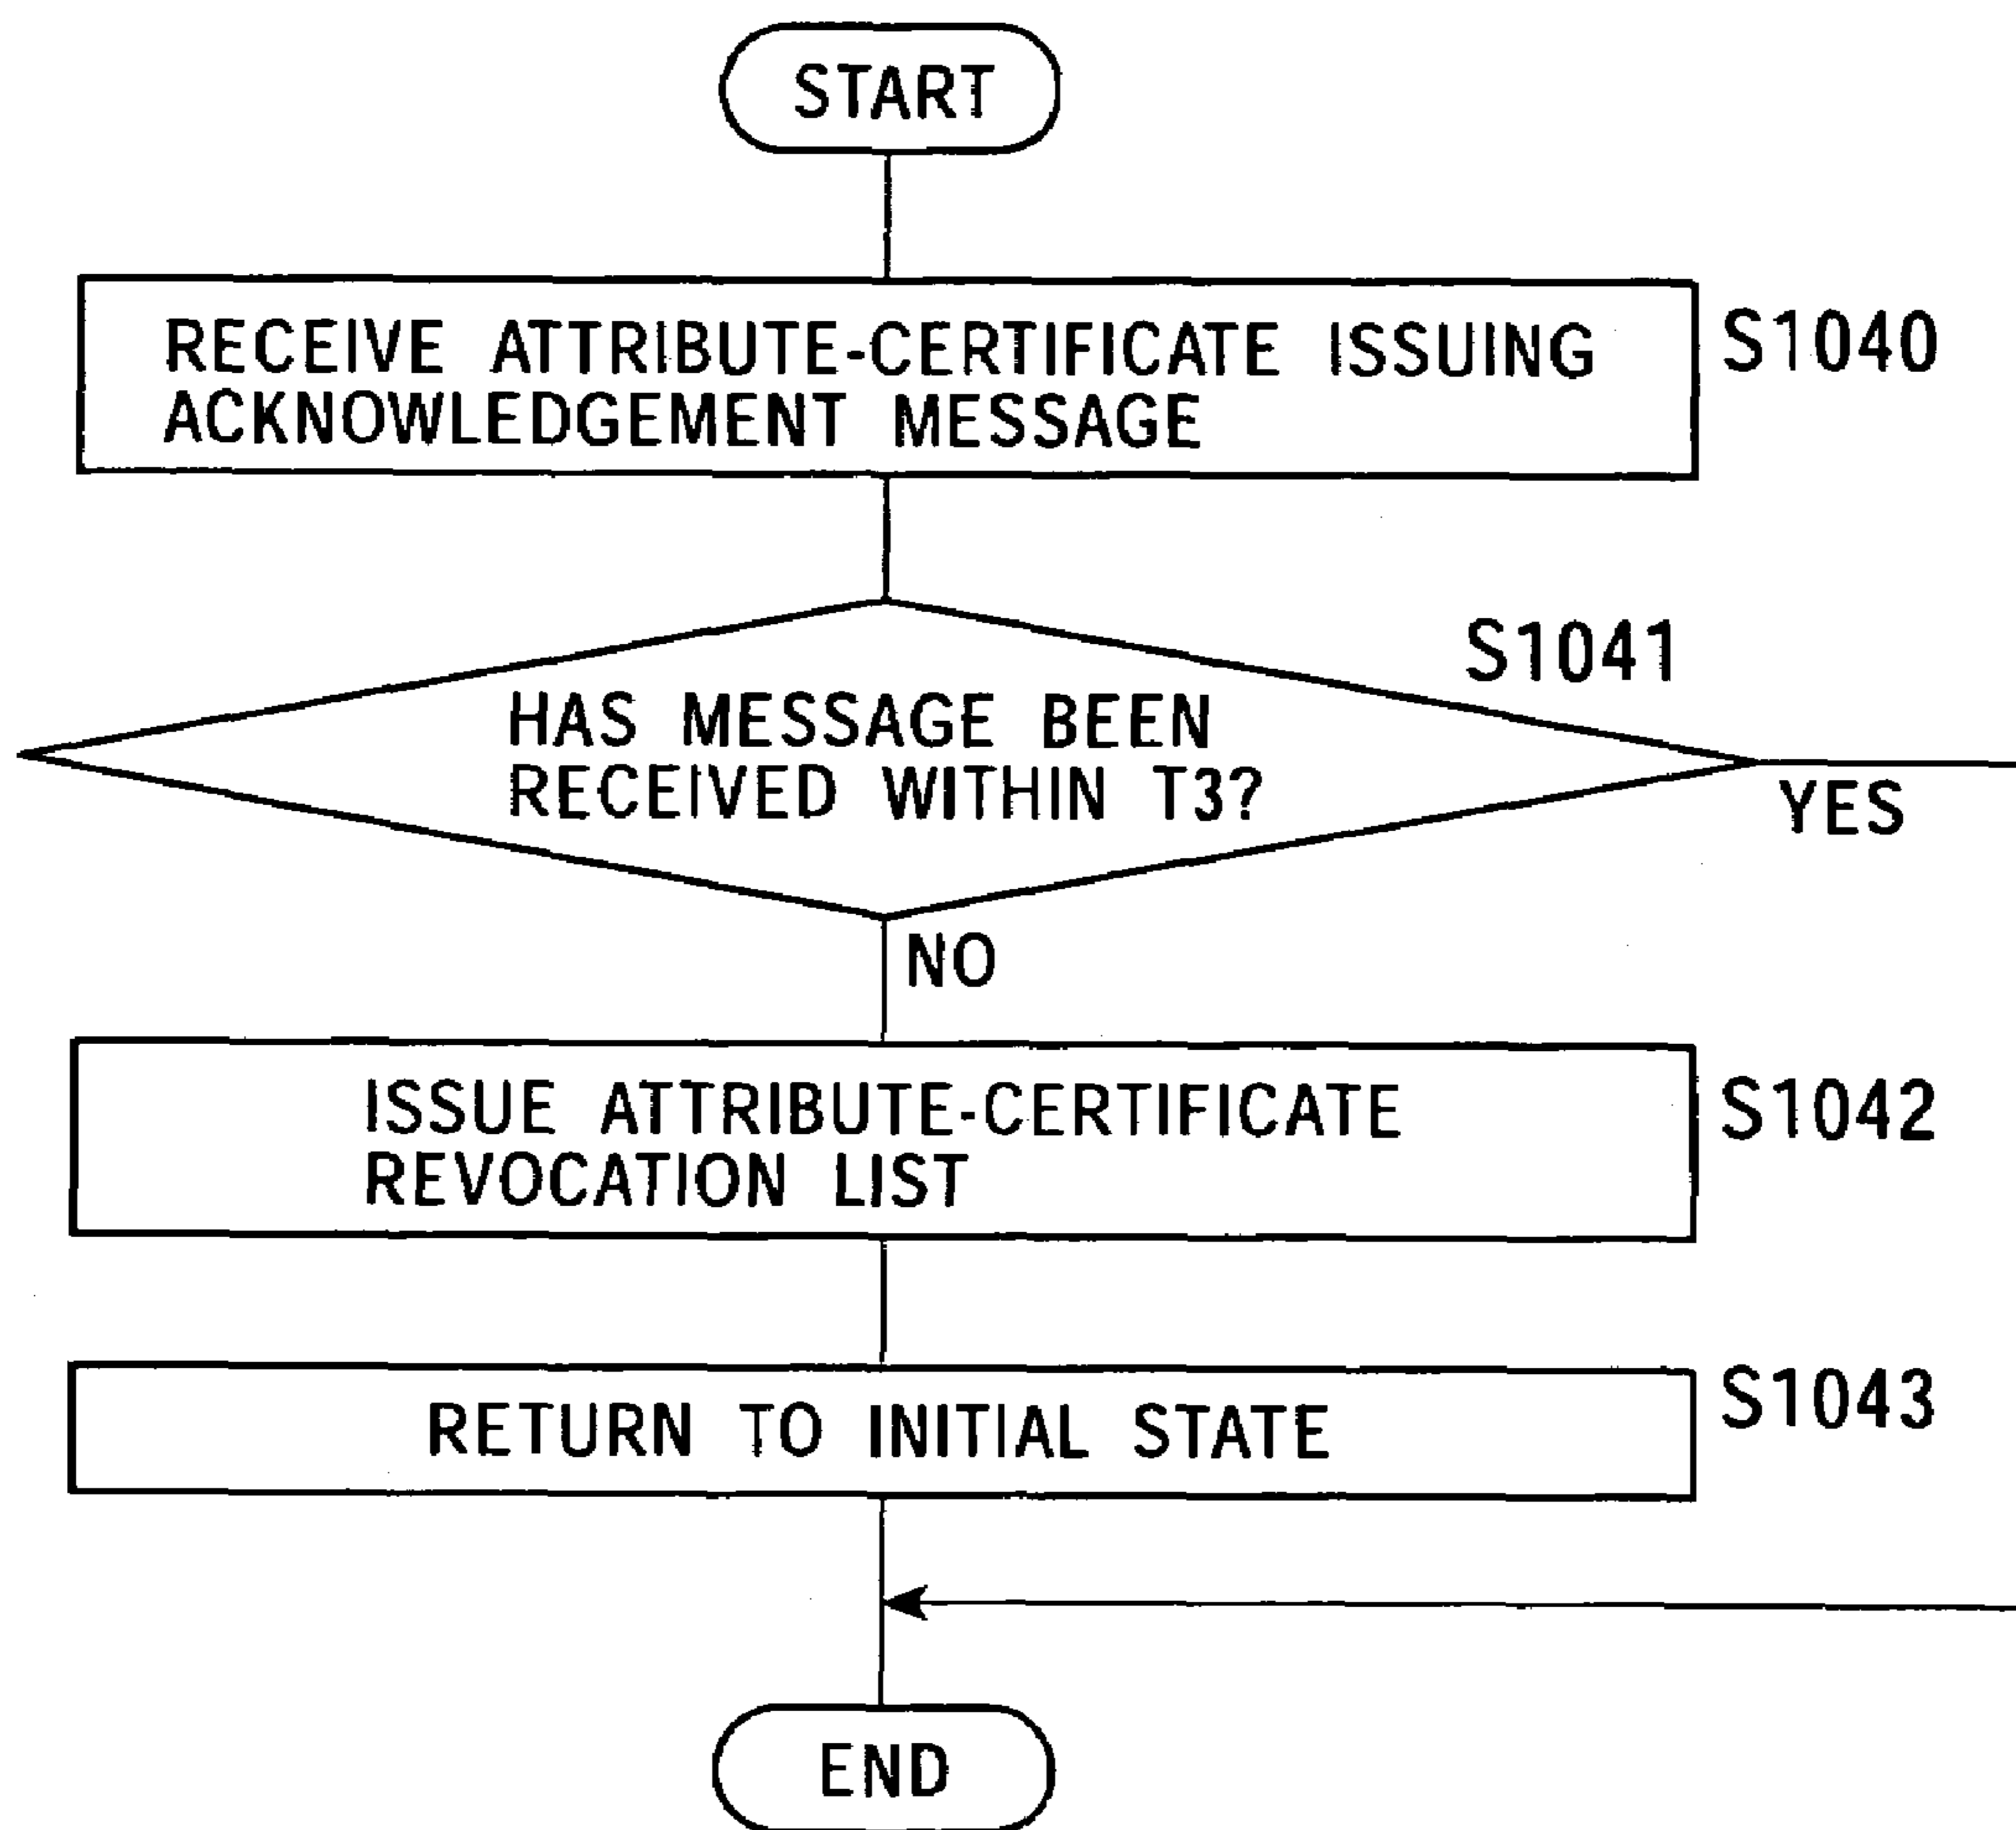 START
RECEIVE ATTRIBUTE-CERTIFICATE ISSUING
ACKNOWLEDGEMENT MESSAGE
S1040
S1041
HAS MESSAGE BEEN
RECEIVED WITHIN T3?
YES
NO
ISSUE ATTRIBUTE-CERTIFICATE
REVOCATION LIST
S1042
RETURN TO INITIAL STATE
S1043
END